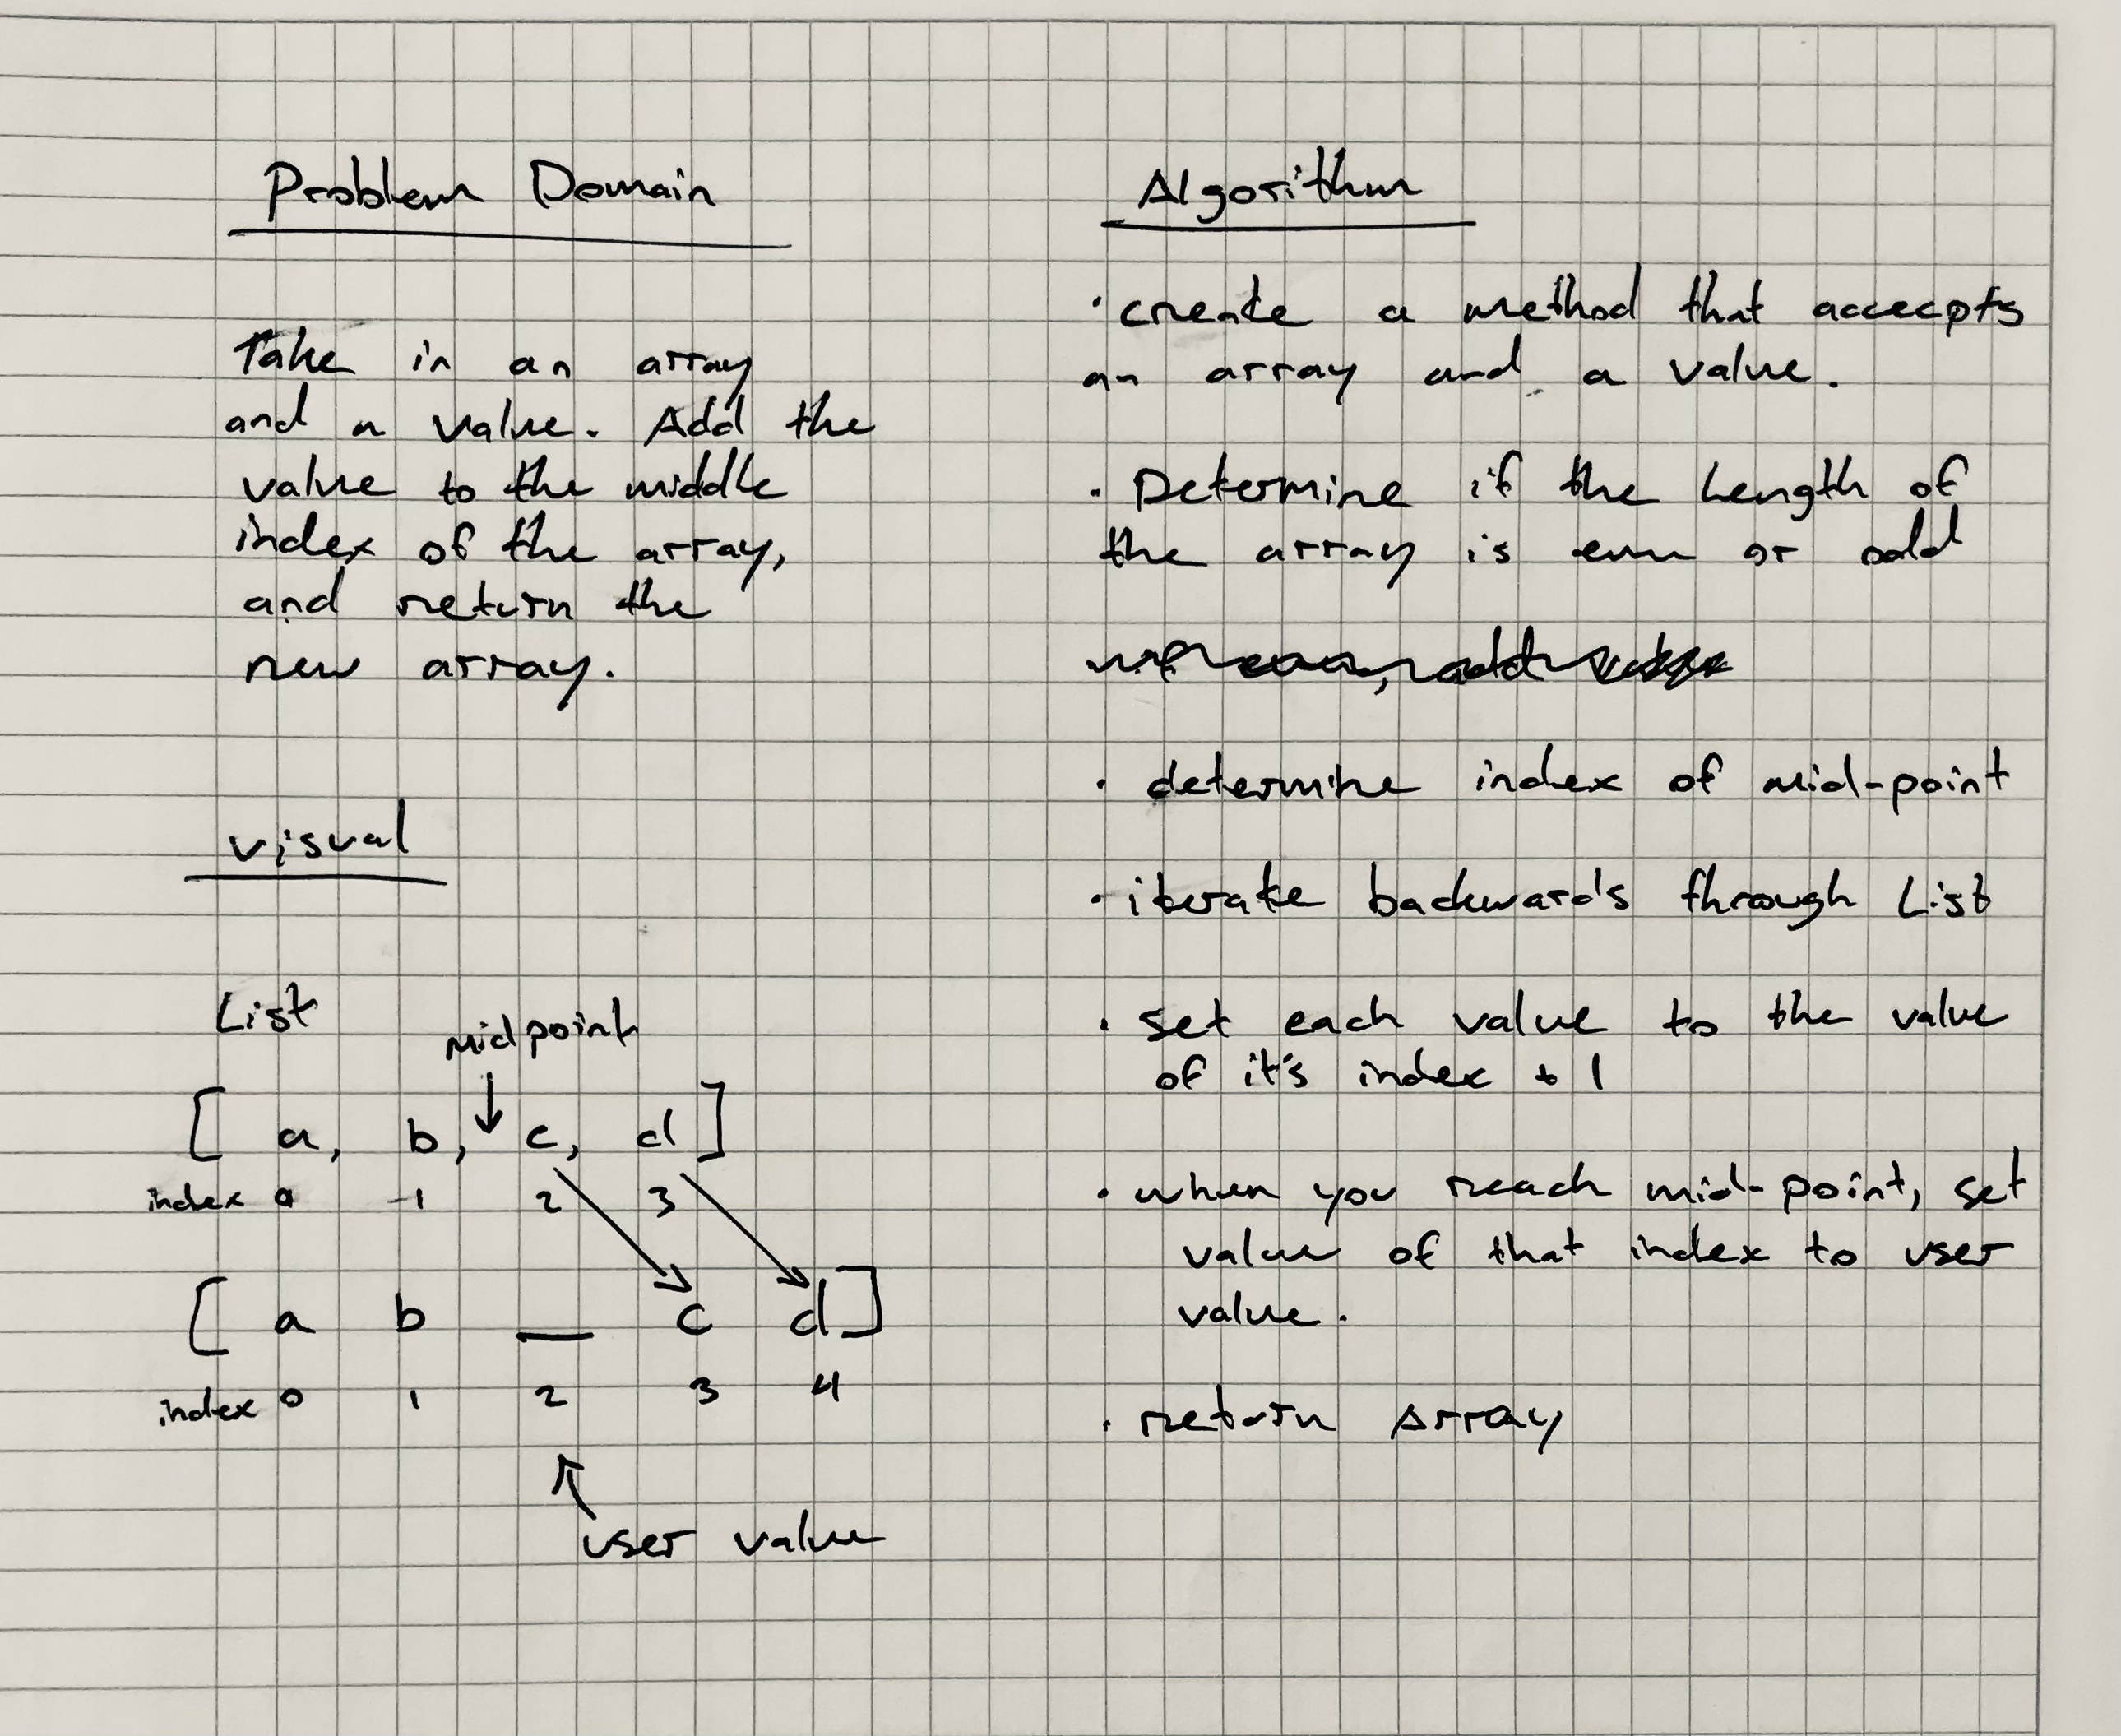 Problem Domain
Take in an array
and a value. Add the
value to the middle
index of the array,
and return the
new array.
visual
List
midpoint
[ a, b, c, d ]
index 0 1 2 3
[ a b __ c d ]
index 0 1 2 3 4
user value
Algorithm
· create a method that accecpts
an array and a value.
· Determine if the Length of
the array is even or odd
· determine index of mid-point
· iterate backwards through List
· set each value to the value
of it's index + 1
· when you reach mid-point, set
value of that index to user
value.
· return Array